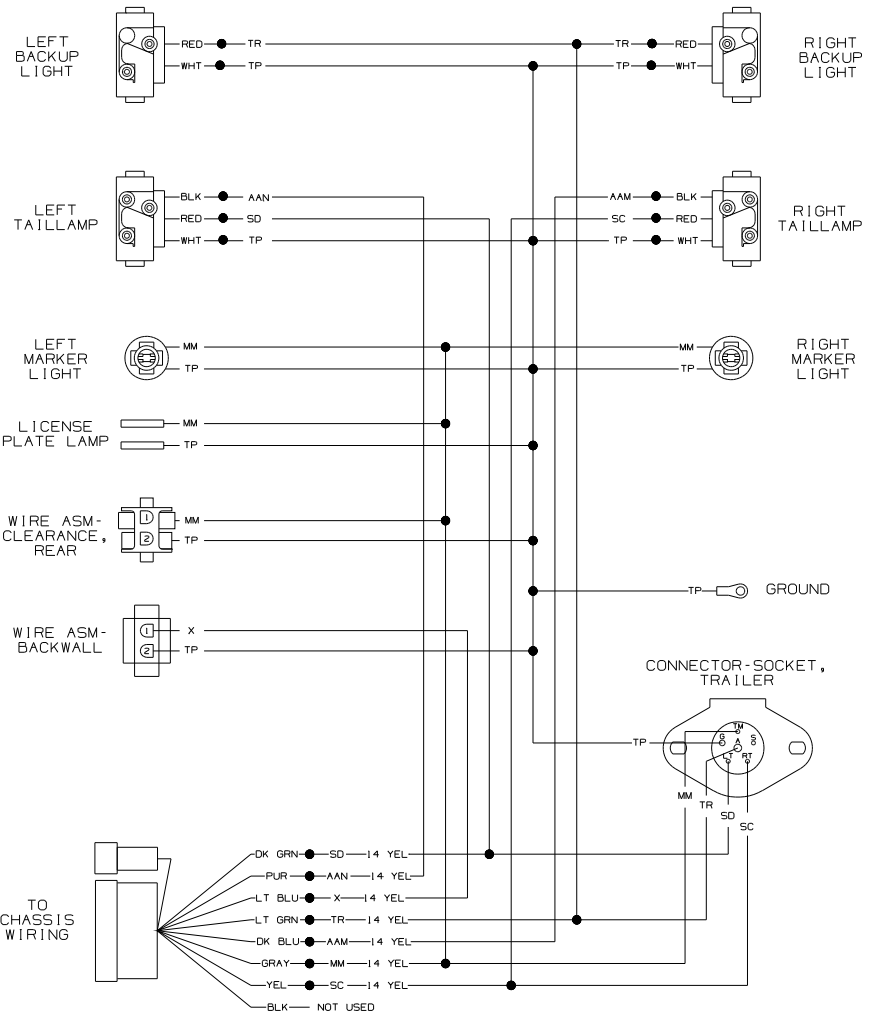 LEFT
BACKUP
LIGHT
RED TR TR RED
WHT TP TP WHT
RIGHT
BACKUP
LIGHT
LEFT
TAILLAMP
BLK AAN AAM BLK
RED SD SC RED
WHT TP TP WHT
RIGHT
TAILLAMP
LEFT
MARKER
LIGHT
MM MM
TP TP
RIGHT
MARKER
LIGHT
LICENSE
PLATE LAMP
MM
TP
WIRE ASM-
CLEARANCE,
REAR
1 MM
2 TP
TP GROUND
WIRE ASM-
BACKWALL
1 X
2 TP
CONNECTOR-SOCKET,
TRAILER
TM
TP G A S
LT RT
MM
TR
SD
SC
TO
CHASSIS
WIRING
DK GRN SD 14 YEL
PUR AAN 14 YEL
LT BLU X 14 YEL
LT GRN TR 14 YEL
DK BLU AAM 14 YEL
GRAY MM 14 YEL
YEL SC 14 YEL
BLK NOT USED